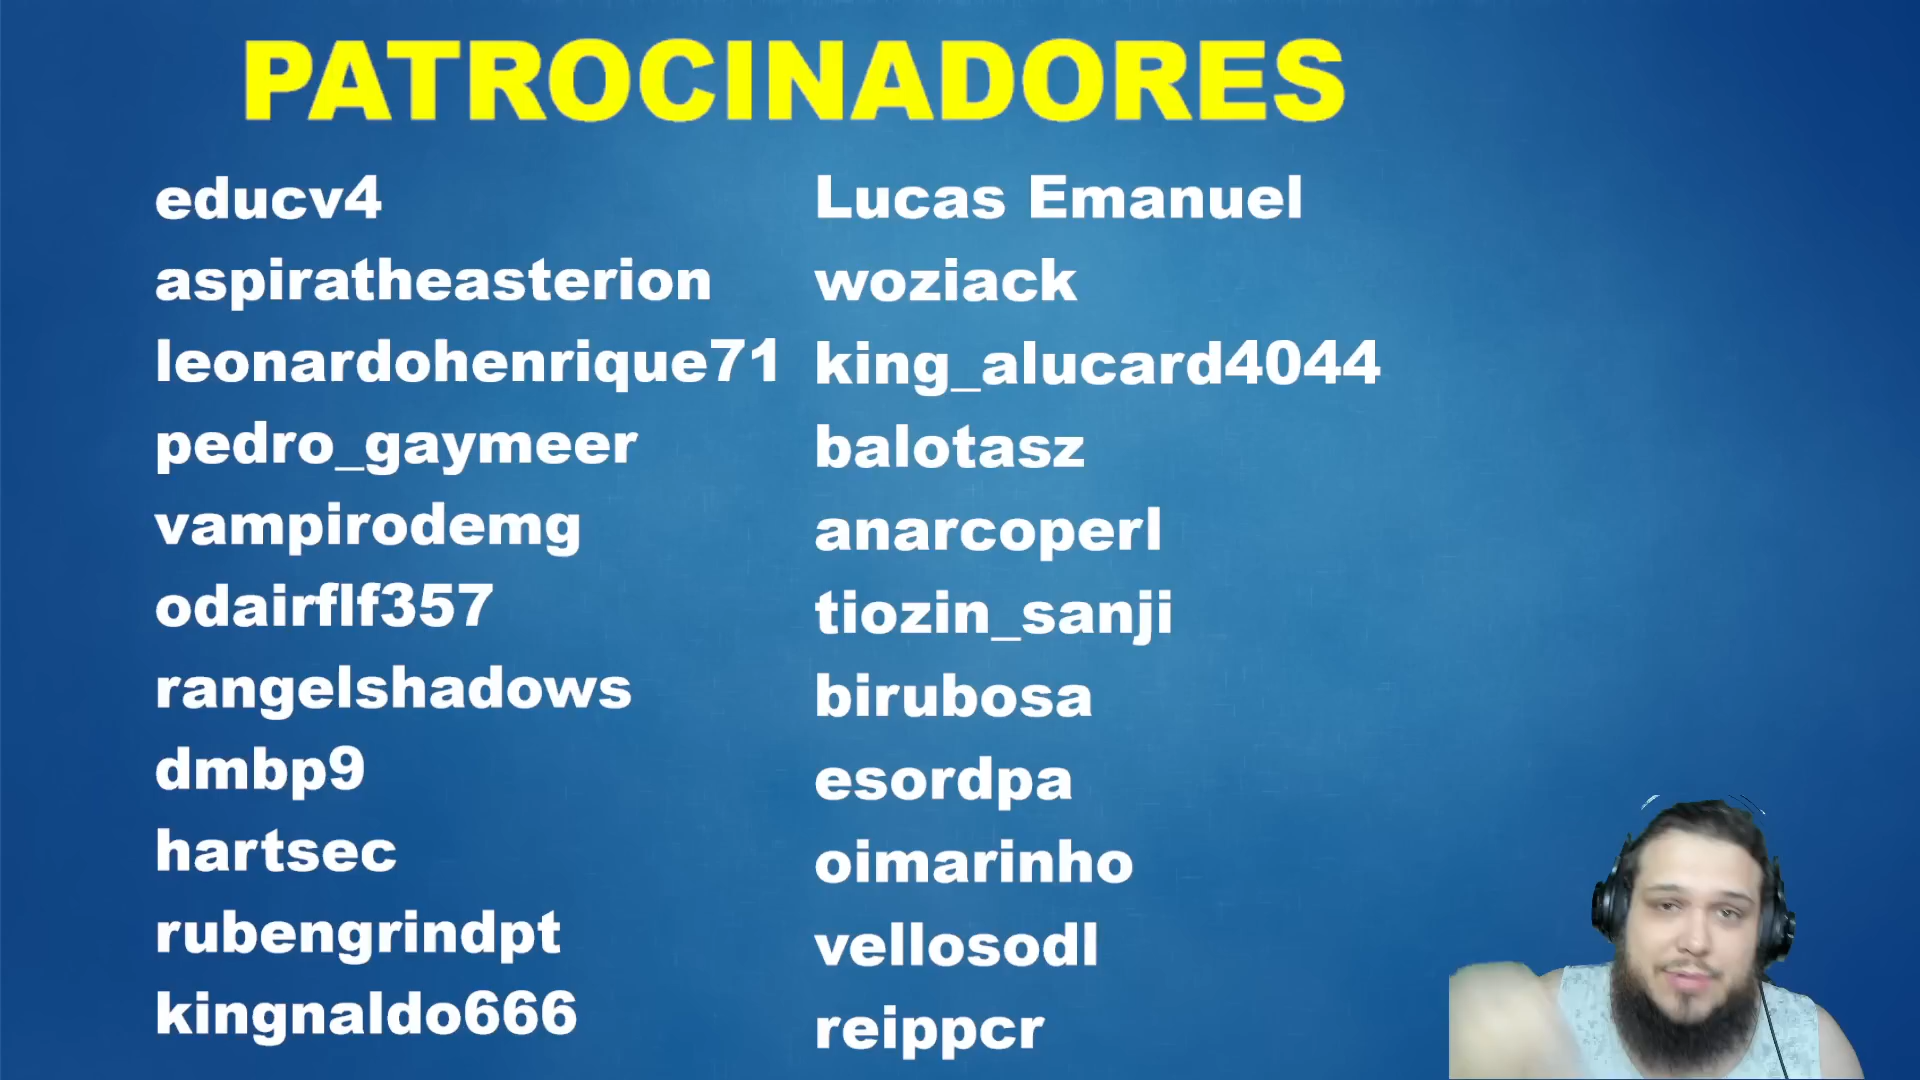 PATROCINADORES
educv4
aspiratheasterion
leonardohenrique71
pedro_gaymeer
vampirodemg
odairflf357
rangelshadows
dmbp9
hartsec
rubengrindpt
kingnaldo666
Lucas Emanuel
woziack
king_alucard4044
balotasz
anarcoperl
tiozin_sanji
birubosa
esordpa
oimarinho
vellosodl
reippcr